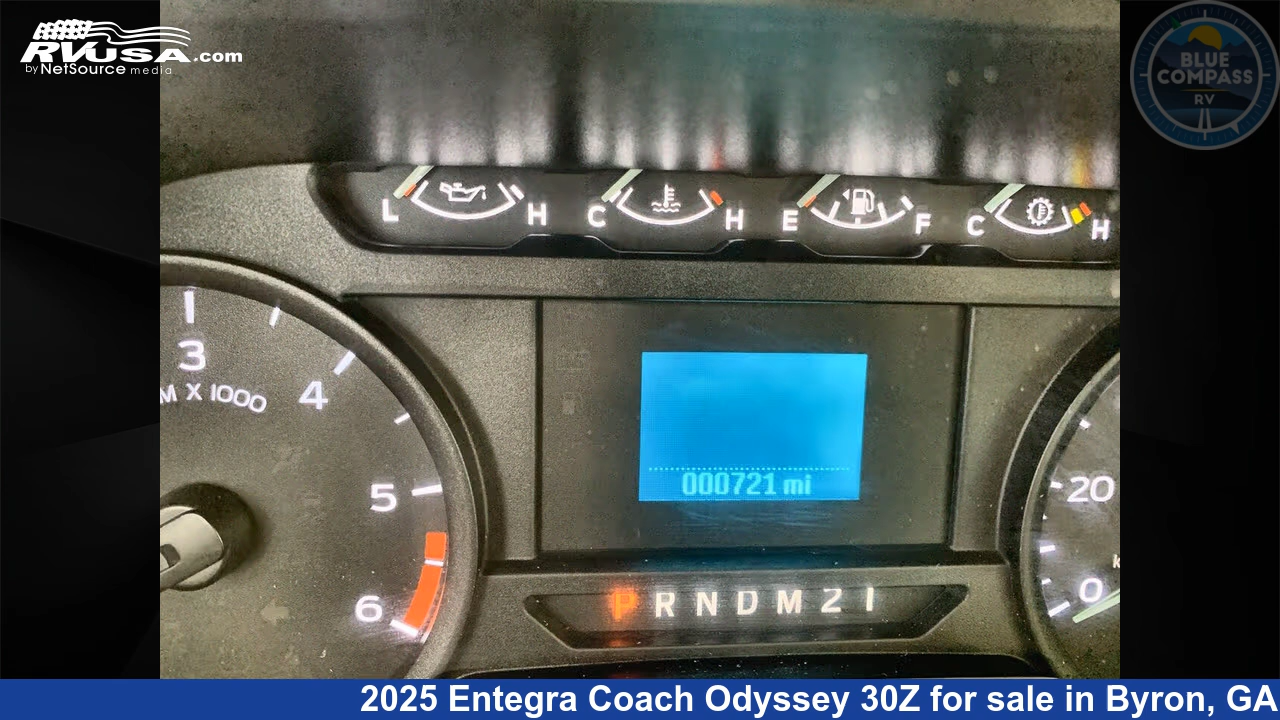 RVUSA.com
by NetSource media
BLUE
COMPASS
RV
L H C H E F C H
3
4
M X 1000
5
6
000721 mi
20
0
k
P R N D M 2 1
2025 Entegra Coach Odyssey 30Z for sale in Byron, GA